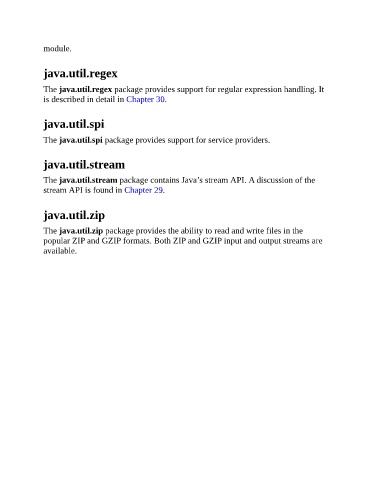 module.
java.util.regex
The java.util.regex package provides support for regular expression handling. It
is described in detail in Chapter 30.
java.util.spi
The java.util.spi package provides support for service providers.
java.util.stream
The java.util.stream package contains Java’s stream API. A discussion of the
stream API is found in Chapter 29.
java.util.zip
The java.util.zip package provides the ability to read and write files in the
popular ZIP and GZIP formats. Both ZIP and GZIP input and output streams are
available.